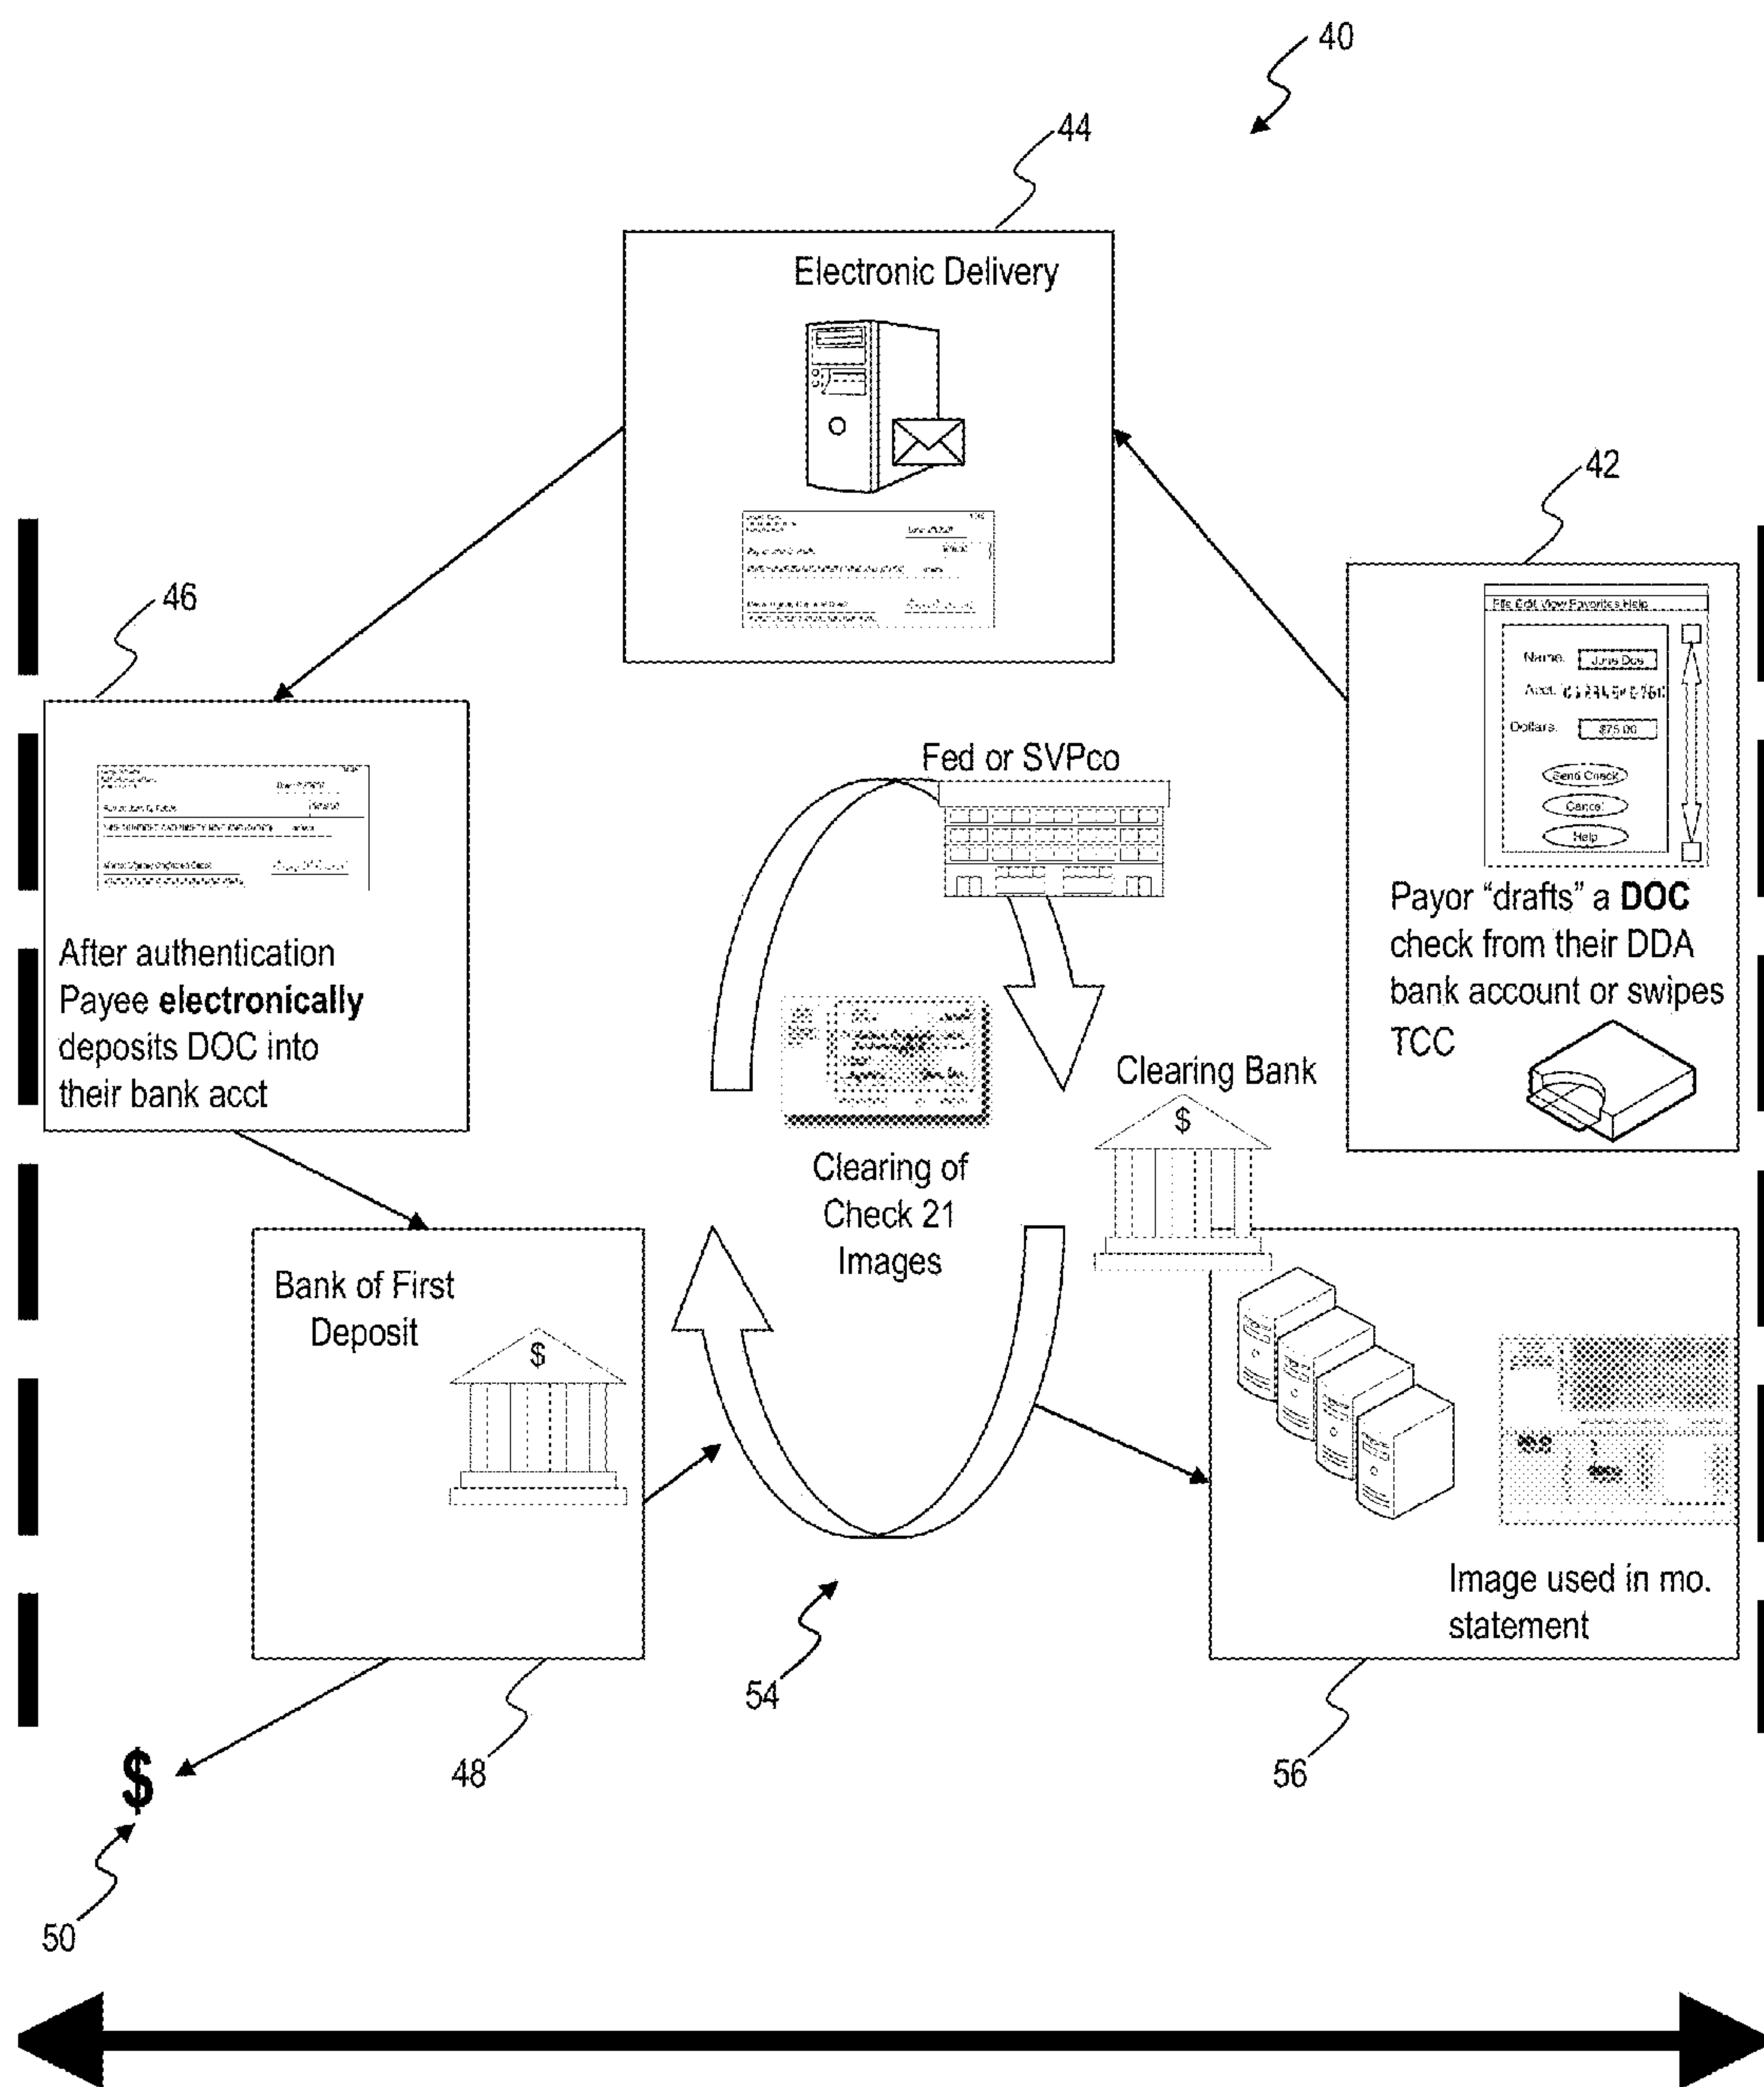 40
44
Electronic Delivery
42
46
File Edit View Favorites Help
Name:
Dollars:
$75.00
Send Check
Cancel
Help
Payor “drafts” a DOC
check from their DDA
bank account or swipes
TCC
After authentication
Payee electronically
deposits DOC into
their bank acct
Fed or SVPco
Clearing of
Check 21
Images
Clearing Bank
$
Bank of First
Deposit
$
Image used in mo.
statement
54
48
56
$
50